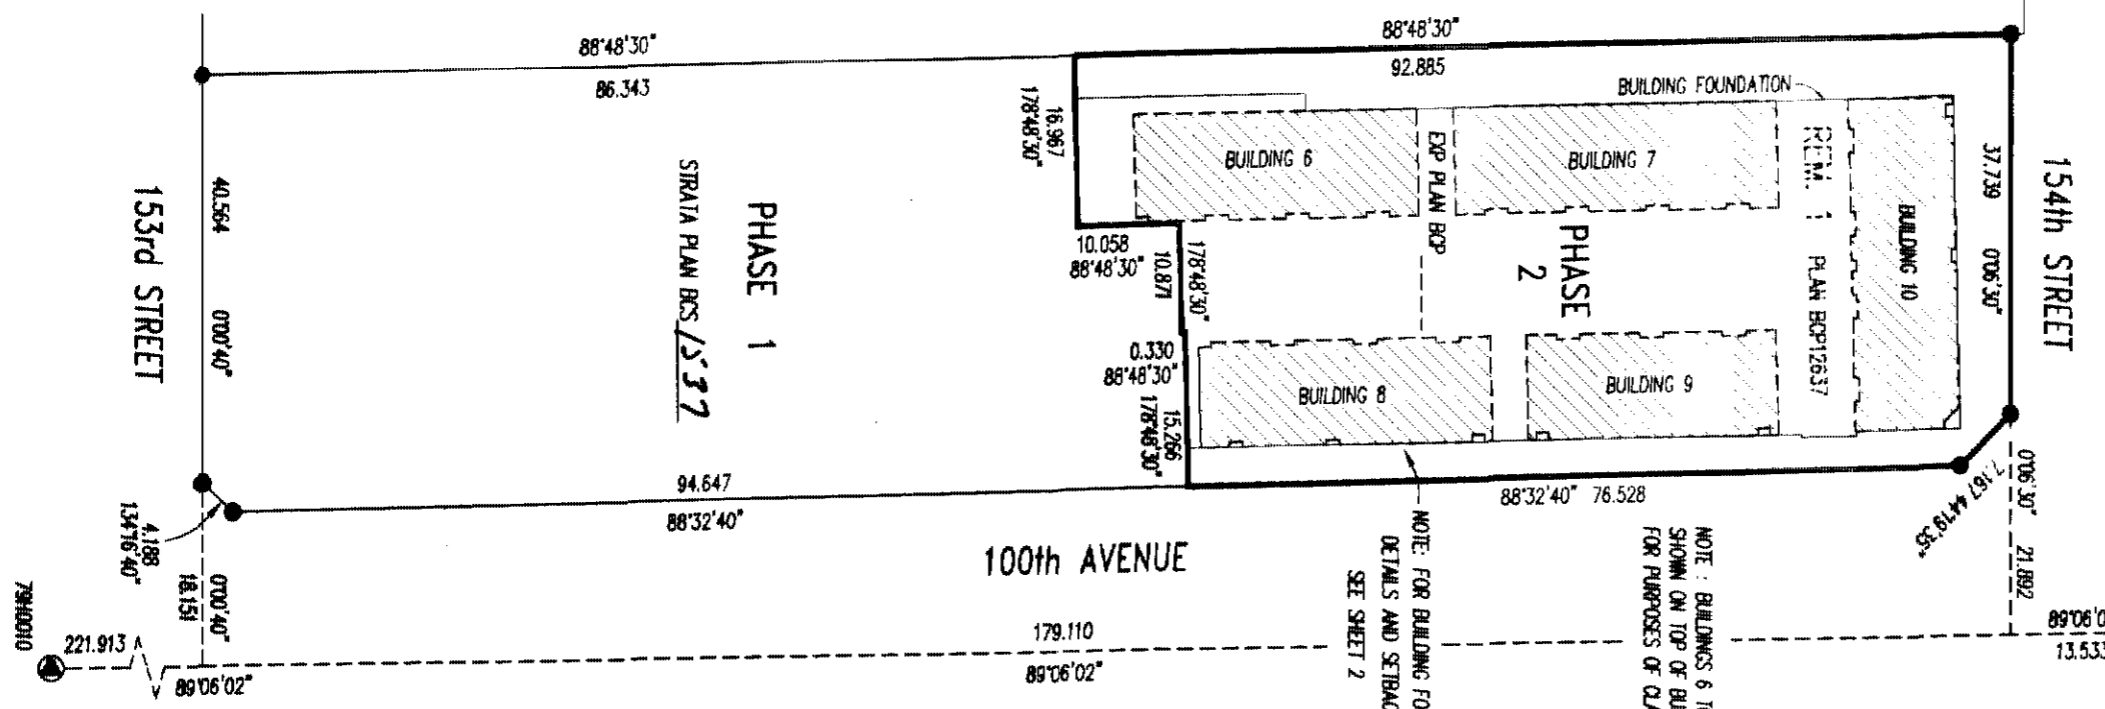 88°48'30"
86.343
88°48'30"
92.885
BUILDING FOUNDATION
16.967
178°48'30"
BUILDING 6
EXP PLAN BCP
BUILDING 7
REM. 1
PLAN BCP12637
BUILDING 10
37.739 0°06'30"
154th STREET
153rd STREET
40.564 0°00'40"
STRATA PLAN BCS 1537
PHASE 1
PHASE
2
10.058
88°48'30"
10.871
178°48'30"
0.330
88°48'30"
15.266
178°48'30"
BUILDING 8
BUILDING 9
94.647
88°32'40"
88°32'40" 76.528
7.167 44°19'35"
0°06'30" 21.892
4.188
134°16'40"
0°00'40"
18.151
100th AVENUE
NOTE: FOR BUILDING FO
DETAILS AND SETBAC
SEE SHEET 2
NOTE : BUILDINGS 6 T
SHOWN ON TOP OF BUI
FOR PURPOSES OF CLA
79H0010
221.913
89°06'02"
179.110
89°06'02"
89°06'0
13.533